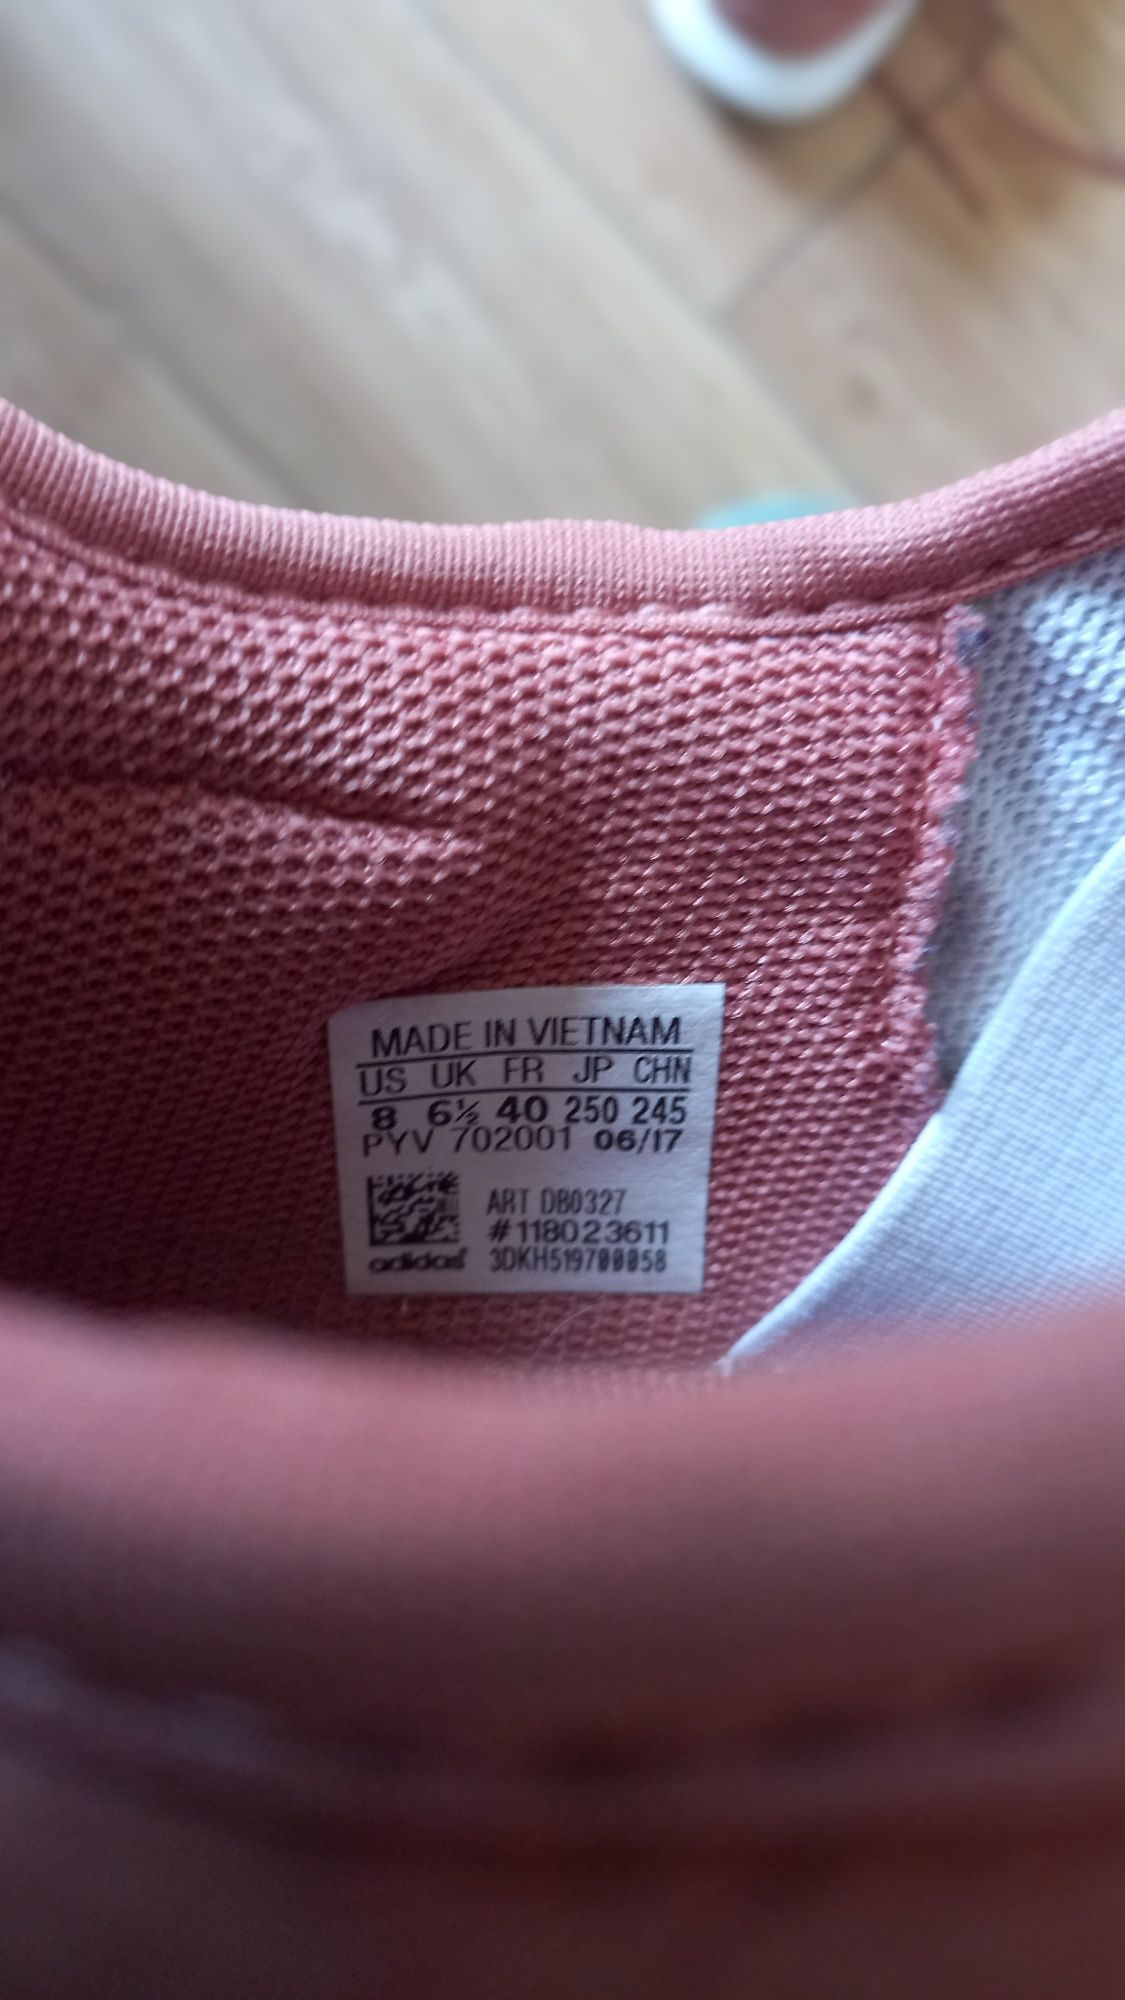 MADE IN VIETNAM
US UK FR JP CHN
8 6½ 40 250 245
PYV 702001 06/17
ART DB0327
#118023611
adidas 3DKH519700058